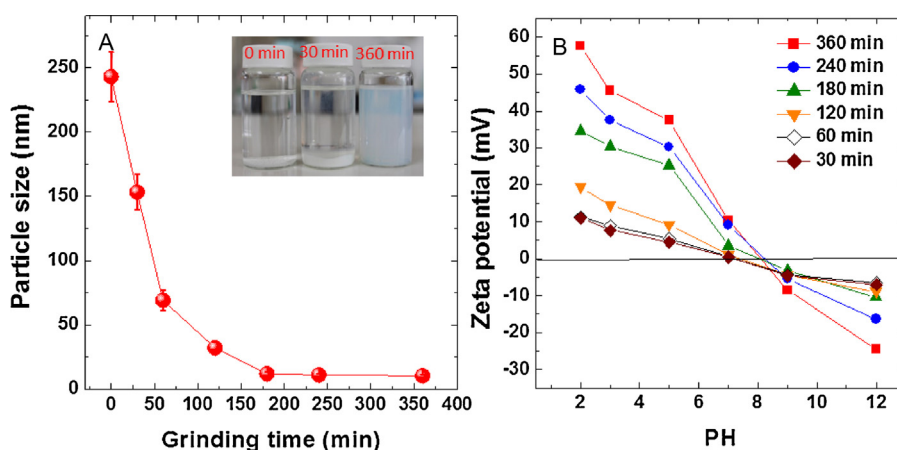 A
0 min 30 min 360 min
250
200
150
100
50
0
Particle size (nm)
0 50 100 150 200 250 300 350 400
Grinding time (min)
B
60
50
40
30
20
10
0
-10
-20
-30
Zeta potential (mV)
2 4 6 8 10 12
PH
360 min
240 min
180 min
120 min
60 min
30 min